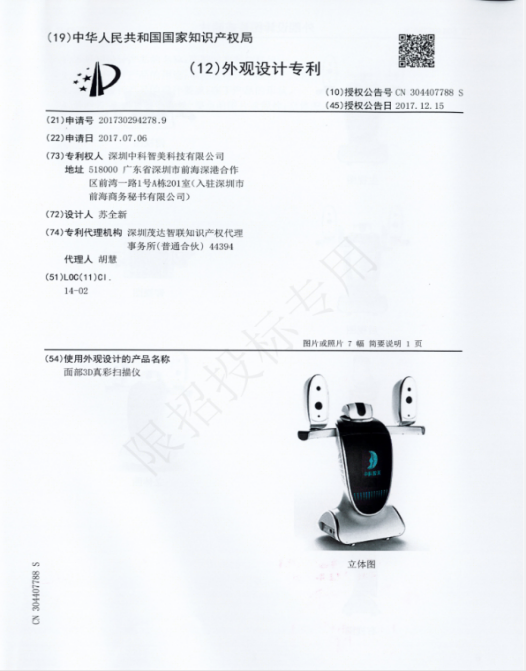 (19)中华人民共和国国家知识产权局
(12)外观设计专利
(10)授权公告号 CN 304407788 S
(45)授权公告日 2017.12.15
(21)申请号 201730294278.9
(22)申请日 2017.07.06
(73)专利权人 深圳中科智美科技有限公司
地址 518000 广东省深圳市前海深港合作
区前湾一路1号A栋201室(入驻深圳市
前海商务秘书有限公司)
(72)设计人 苏全新
(74)专利代理机构 深圳茂达智联知识产权代理
事务所(普通合伙) 44394
代理人 胡慧
(51)LOC(11)Cl.
14-02
图片或照片 7 幅 简要说明 1 页
(54)使用外观设计的产品名称
面部3D真彩扫描仪
立体图
CN 304407788 S
限招投标专用